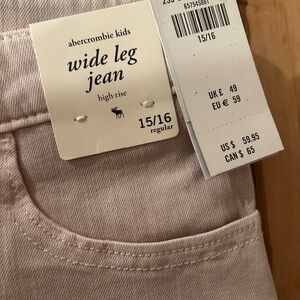 abercrombie kids
wide leg
jean
high-rise
15/16
regular
657545897
15/16
UK £ 49
EU € 59
US $ 59.95
CAN $ 65